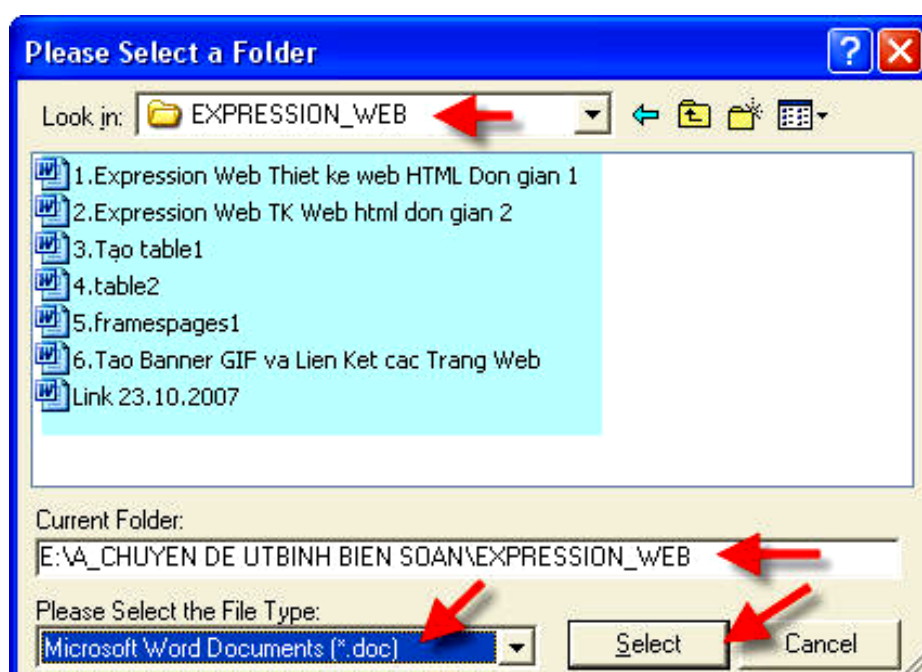 Please Select a Folder
Look in: EXPRESSION_WEB
1.Expression Web Thiet ke web HTML Don gian 1
2.Expression Web TK Web html don gian 2
3.Tạo table1
4.table2
5.framespages1
6.Tao Banner GIF va Lien Ket cac Trang Web
Link 23.10.2007
Current Folder:
E:\A_CHUYEN DE UTBINH BIEN SOAN\EXPRESSION_WEB
Please Select the File Type:
Microsoft Word Documents (*.doc) Select Cancel